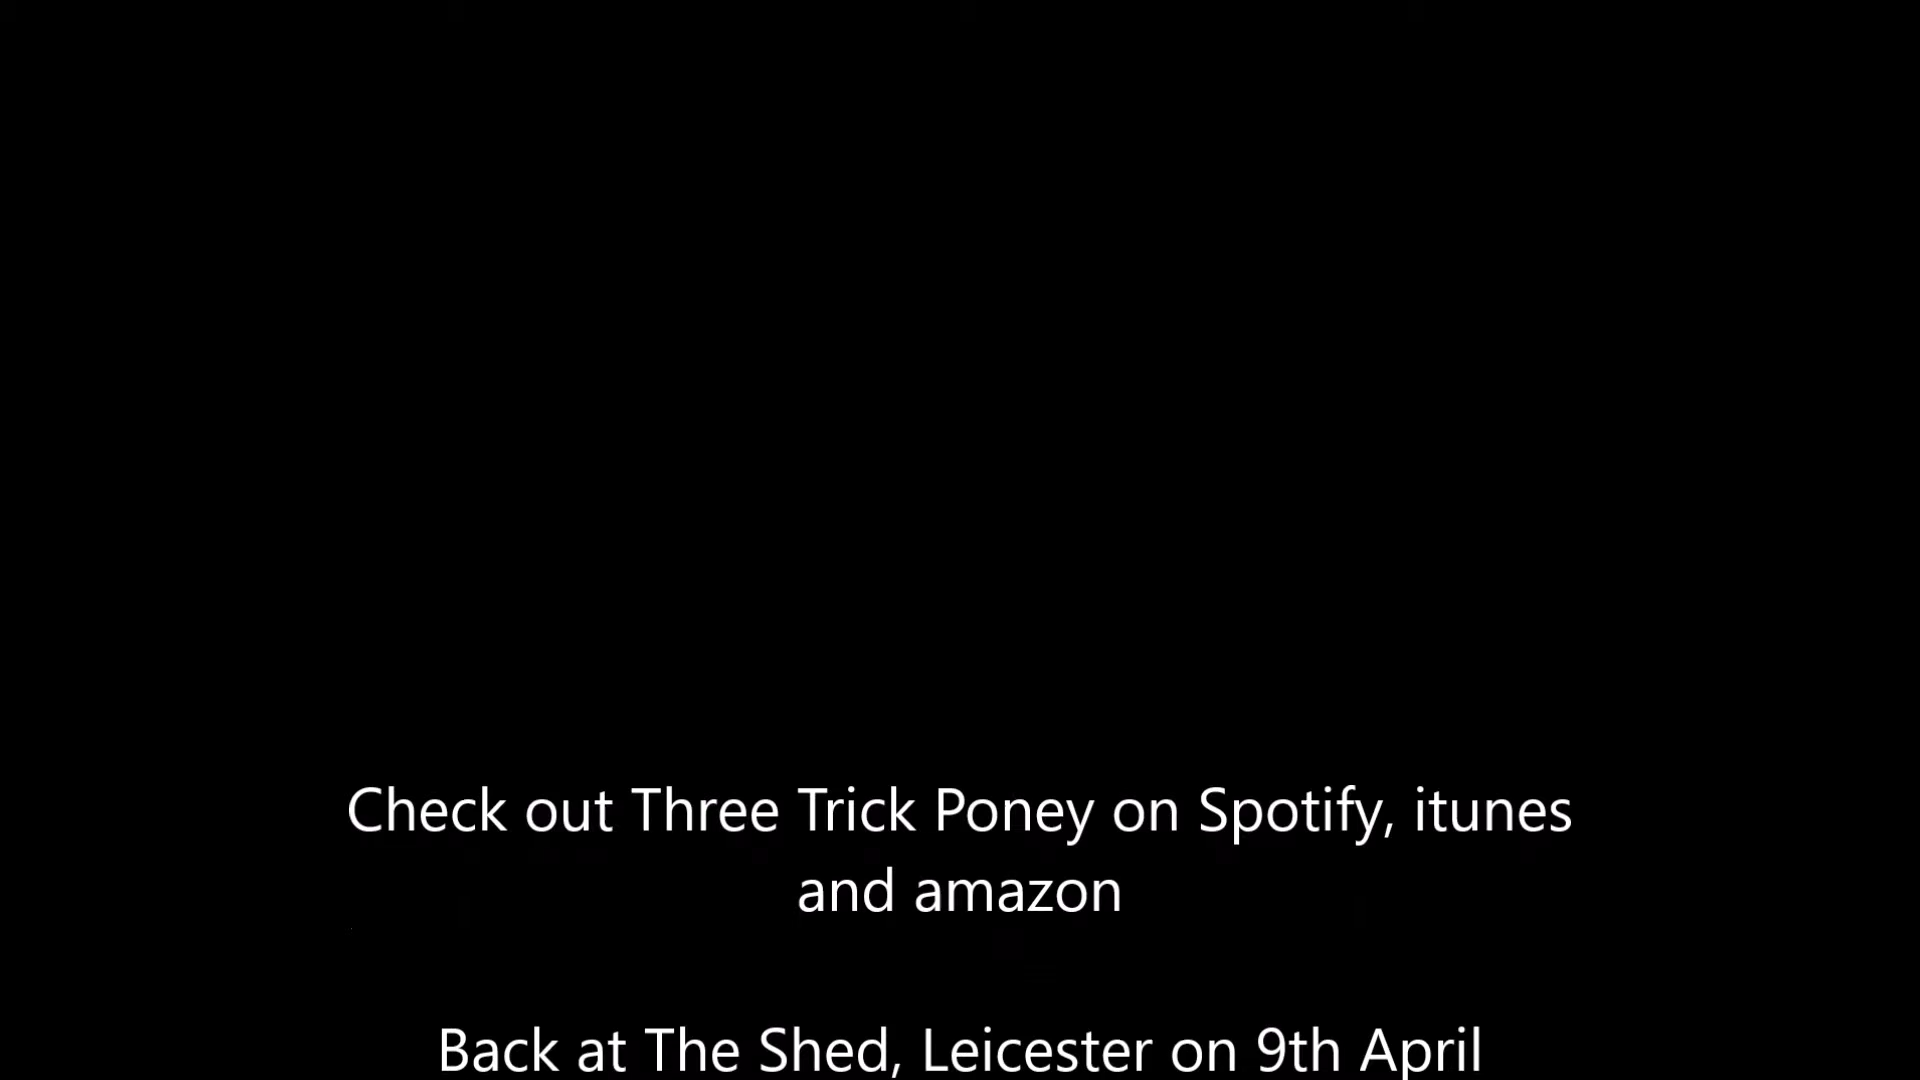 Check out Three Trick Poney on Spotify, itunes
and amazon
Back at The Shed, Leicester on 9th April